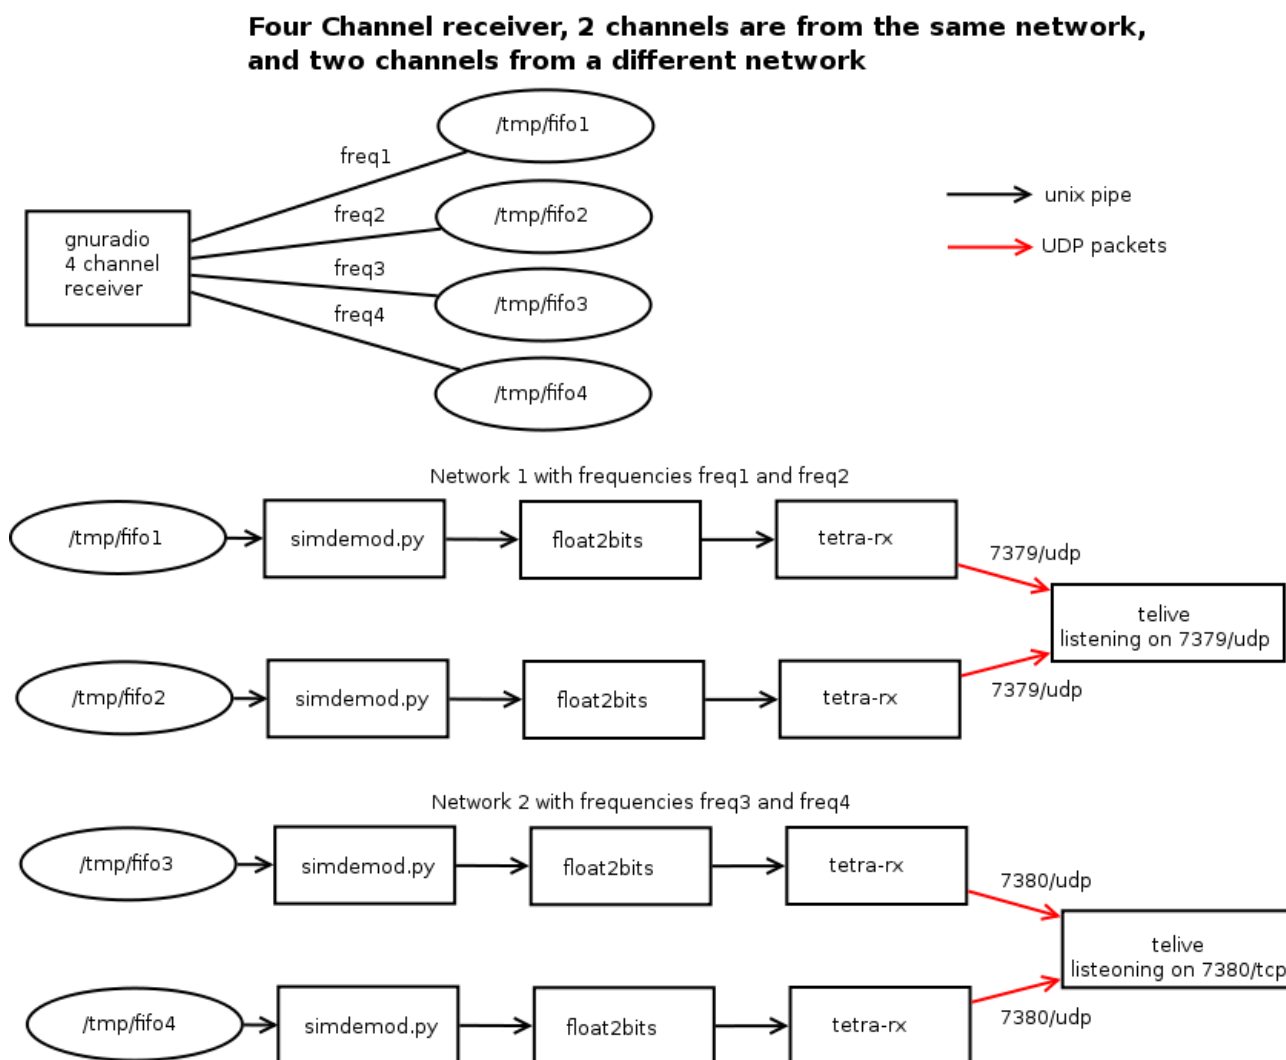 Four Channel receiver, 2 channels are from the same network,
and two channels from a different network
/tmp/fifo1
freq1
/tmp/fifo2
freq2
gnuradio
4 channel
receiver
freq3
/tmp/fifo3
freq4
/tmp/fifo4
unix pipe
UDP packets
Network 1 with frequencies freq1 and freq2
/tmp/fifo1
simdemod.py
float2bits
tetra-rx
7379/udp
telive
listening on 7379/udp
/tmp/fifo2
simdemod.py
float2bits
tetra-rx
7379/udp
Network 2 with frequencies freq3 and freq4
/tmp/fifo3
simdemod.py
float2bits
tetra-rx
7380/udp
telive
listeoning on 7380/tcp
/tmp/fifo4
simdemod.py
float2bits
tetra-rx
7380/udp